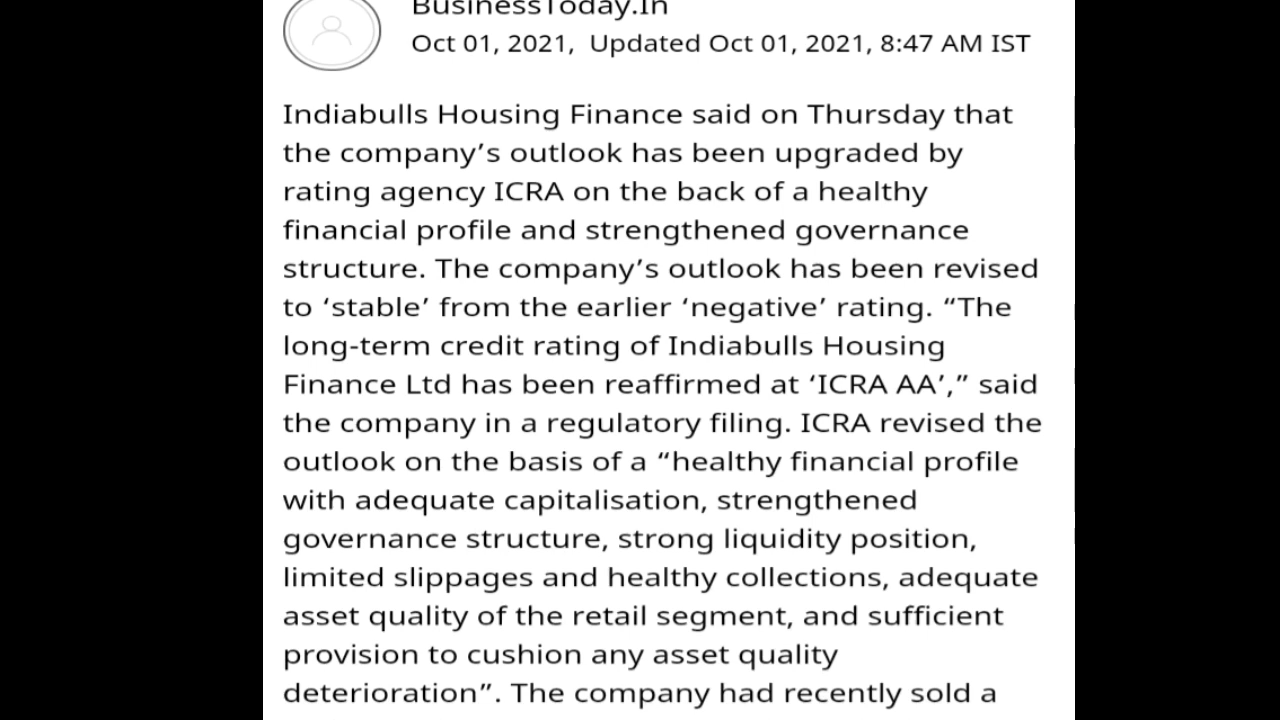 BusinessToday.In
Oct 01, 2021, Updated Oct 01, 2021, 8:47 AM IST
Indiabulls Housing Finance said on Thursday that
the company’s outlook has been upgraded by
rating agency ICRA on the back of a healthy
financial profile and strengthened governance
structure. The company’s outlook has been revised
to ‘stable’ from the earlier ‘negative’ rating. “The
long-term credit rating of Indiabulls Housing
Finance Ltd has been reaffirmed at ‘ICRA AA’,” said
the company in a regulatory filing. ICRA revised the
outlook on the basis of a “healthy financial profile
with adequate capitalisation, strengthened
governance structure, strong liquidity position,
limited slippages and healthy collections, adequate
asset quality of the retail segment, and sufficient
provision to cushion any asset quality
deterioration”. The company had recently sold a